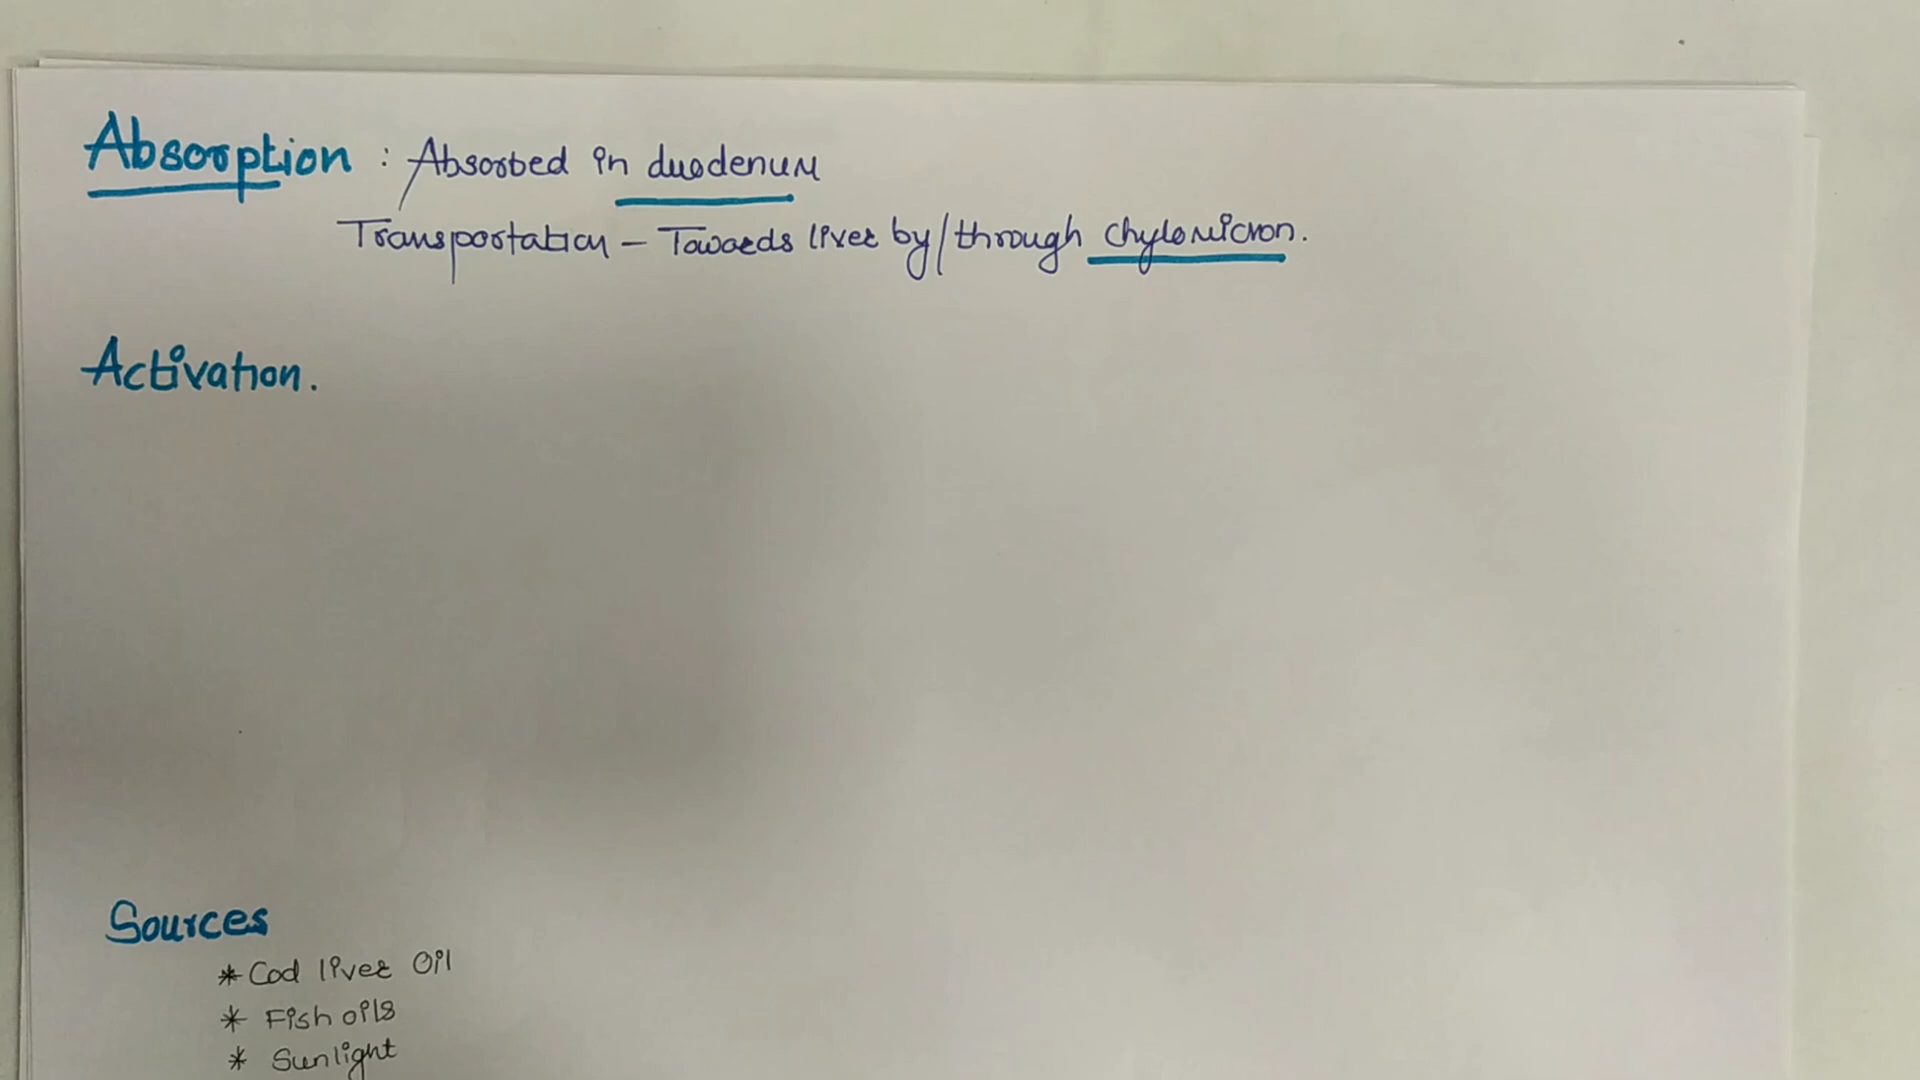 Absorption : Absorbed in duodenum
Transportation – Towards liver by/through chylomicron.
Activation.
Sources
* Cod liver oil
* Fish oils
* Sunlight